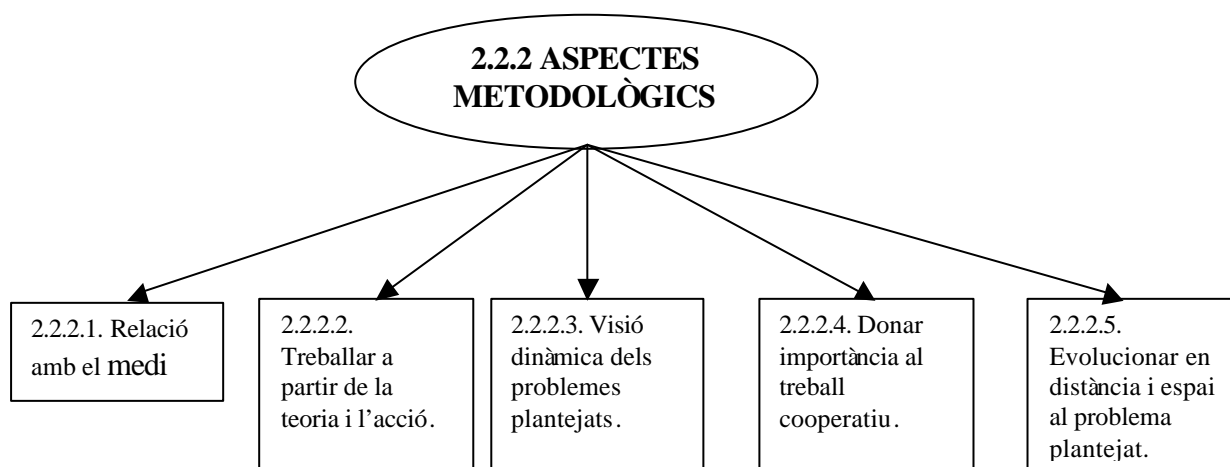 2.2.2 ASPECTES
METODOLÒGICS
2.2.2.1. Relació
amb el medi
2.2.2.2.
Treballar a
partir de la
teoria i l’acció.
2.2.2.3. Visió
dinàmica dels
problemes
plantejats.
2.2.2.4. Donar
importància al
treball
cooperatiu.
2.2.2.5.
Evolucionar en
distància i espai
al problema
plantejat.